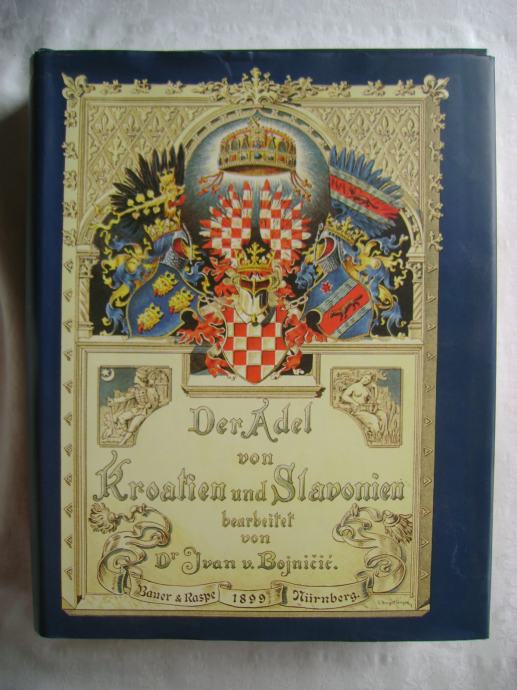 Der Adel
von
Kroatien und Slavonien
bearbeitet
von
Dr Ivan v. Bojničić.
Bauer & Raspe 1899 Nürnberg.